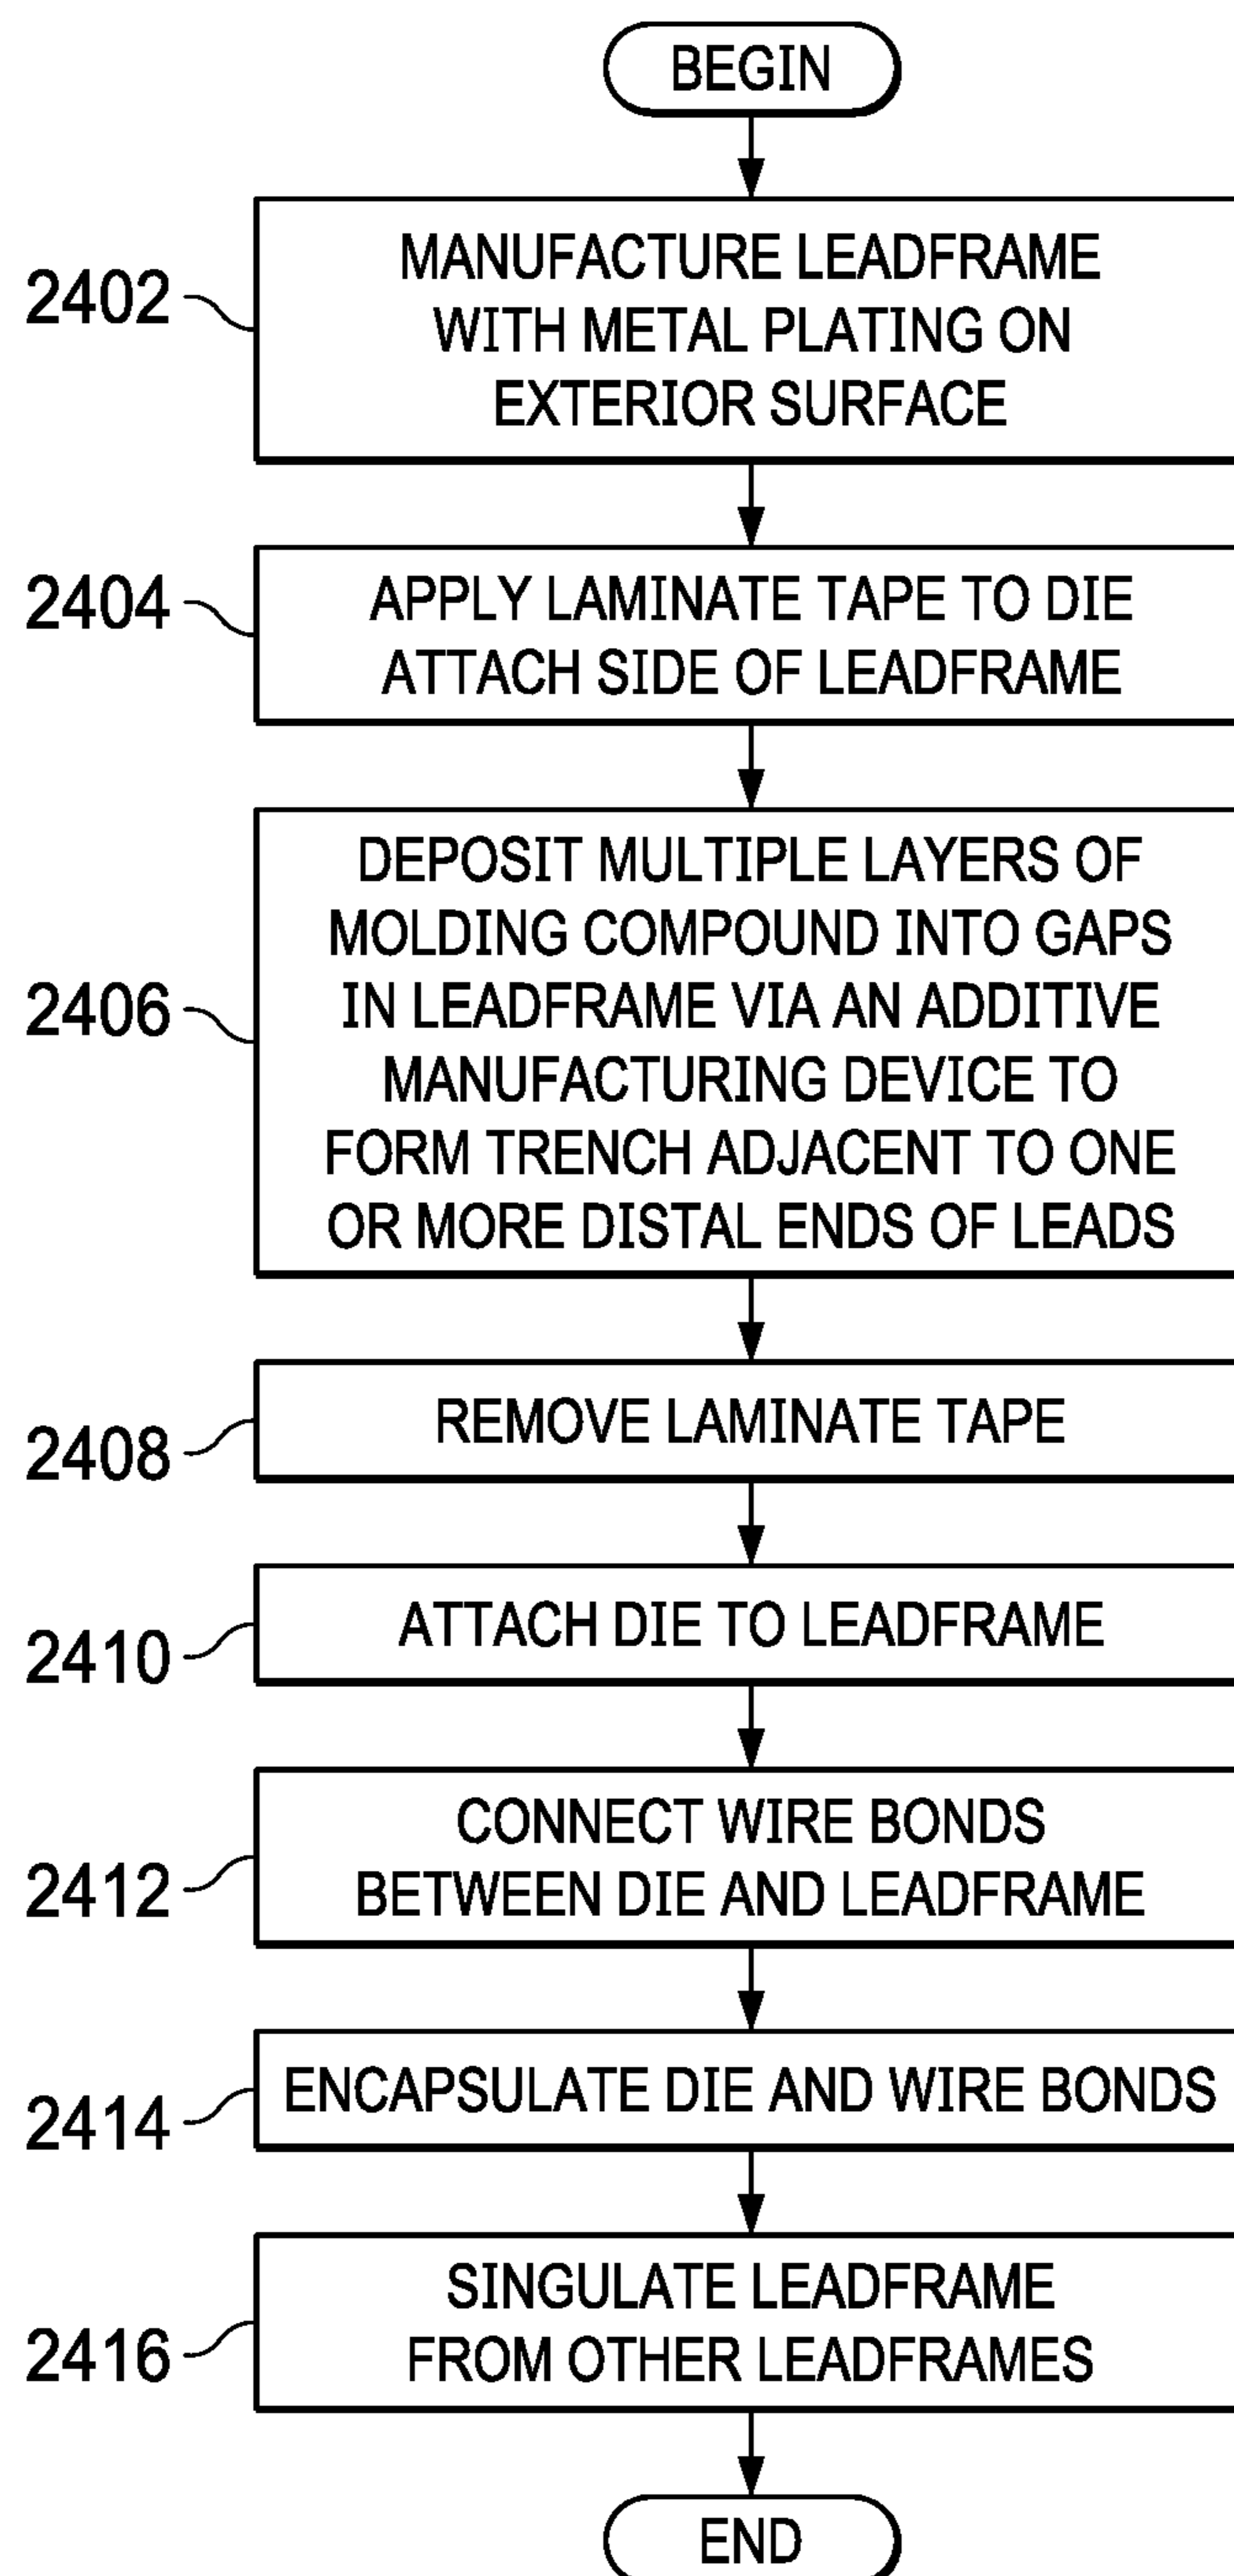 BEGIN
2402
MANUFACTURE LEADFRAME
WITH METAL PLATING ON
EXTERIOR SURFACE
2404
APPLY LAMINATE TAPE TO DIE
ATTACH SIDE OF LEADFRAME
2406
DEPOSIT MULTIPLE LAYERS OF
MOLDING COMPOUND INTO GAPS
IN LEADFRAME VIA AN ADDITIVE
MANUFACTURING DEVICE TO
FORM TRENCH ADJACENT TO ONE
OR MORE DISTAL ENDS OF LEADS
2408
REMOVE LAMINATE TAPE
2410
ATTACH DIE TO LEADFRAME
2412
CONNECT WIRE BONDS
BETWEEN DIE AND LEADFRAME
2414
ENCAPSULATE DIE AND WIRE BONDS
2416
SINGULATE LEADFRAME
FROM OTHER LEADFRAMES
END